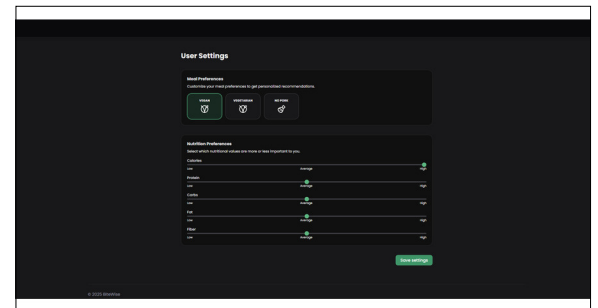 User Settings
Meal Preferences
Customize your meal preferences to get personalized recommendations.
VEGAN VEGETARIAN NO PORK
Nutrition Preferences
Select which nutritional values are more or less important to you.
Calories
Low Average High
Protein
Low Average High
Carbs
Low Average High
Fat
Low Average High
Fiber
Low Average High
Save settings
© 2025 BiteWise